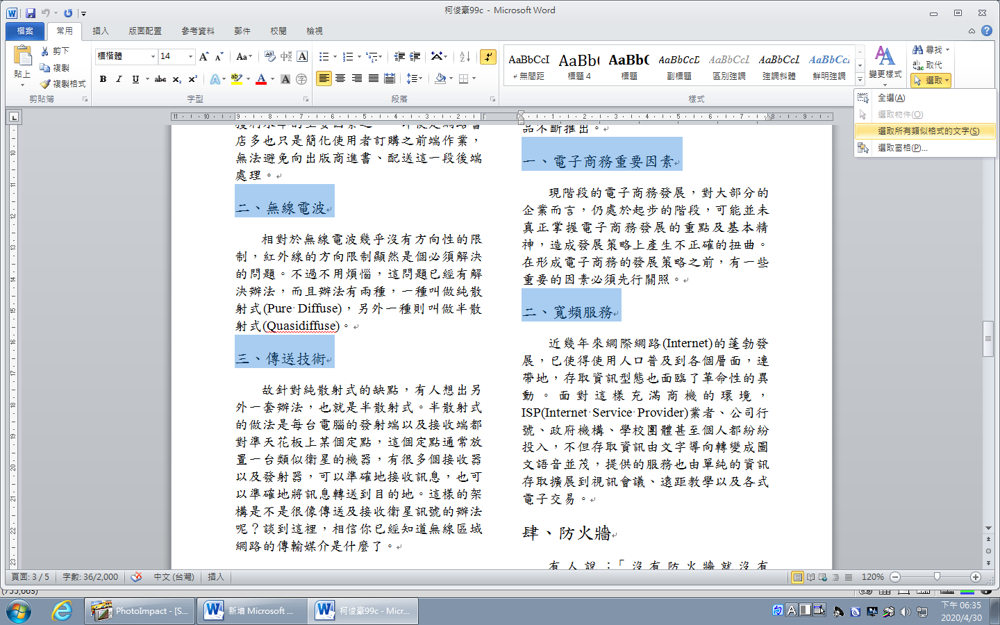 柯俊豪99c - Microsoft Word
檔案 常用 插入 版面配置 參考資料 郵件 校閱 檢視
貼上
剪下
複製
複製格式
剪貼簿
標楷體 14
字型
段落
AaBbCcI AaBb( AaBb( AaBbCcD AaBbCcL AaBbCcL AaBbCcI
無間距 標題 4 標題 副標題 區別強調 強調斜體 鮮明強調
樣式
變更樣式
尋找
取代
選取
全選(A)
選取物件(O)
選取所有類似格式的文字(S)
選取窗格(P)...
店多也只是簡化使用者訂購之前端作業，
無法避免向出版商進書、配送這一段後端
處理。
二、無線電波
相對於無線電波幾乎沒有方向性的限
制，紅外線的方向限制顯然是個必須解決
的問題。不過不用煩惱，這問題已經有解
決辦法，而且辦法有兩種，一種叫做純散
射式(Pure Diffuse)，另外一種則叫做半散
射式(Quasidiffuse)。
三、傳送技術
故針對純散射式的缺點，有人想出另
外一套辦法，也就是半散射式。半散射式
的做法是每台電腦的發射端以及接收端都
對準天花板上某個定點，這個定點通常放
置一台類似衛星的機器，有很多個接收器
以及發射器，可以準確地接收訊息，也可
以準確地將訊息轉送到目的地。這樣的架
構是不是很像傳送及接收衛星訊號的辦法
呢？談到這裡，相信你已經知道無線區域
網路的傳輸媒介是什麼了。
品不斷推出。
一、電子商務重要因素
現階段的電子商務發展，對大部分的
企業而言，仍處於起步的階段，可能並未
真正掌握電子商務發展的重點及基本精
神，造成發展策略上產生不正確的扭曲。
在形成電子商務的發展策略之前，有一些
重要的因素必須先行關照。
二、寬頻服務
近幾年來網際網路(Internet)的蓬勃發
展，已使得使用人口普及到各個層面，連
帶地，存取資訊型態也面臨了革命性的異
動。面對這樣充滿商機的環境，
ISP(Internet Service Provider)業者、公司行
號、政府機構、學校團體甚至個人都紛紛
投入，不但存取資訊由文字導向轉變成圖
文語音並茂，提供的服務也由單純的資訊
存取擴展到視訊會議、遠距教學以及各式
電子交易。
肆、防火牆
有人說：「沒有防火牆就沒有
頁面: 3 / 5 字數: 36/2,000 中文 (台灣) 插入 120%
(755,663)
PhotoImpact - [S... 新增 Microsoft ... 柯俊豪99c - Micr...
下午 06:35
2020/4/30